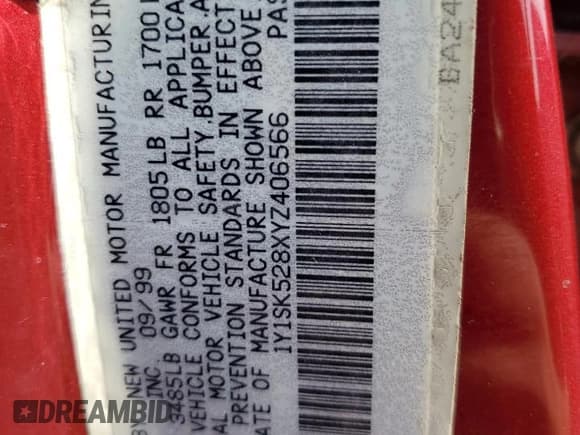 NEW UNITED MOTOR MANUFACTURIN
INC. 09/99
3485LB GAWR FR 1805LB RR 1700
VEHICLE CONFORMS TO ALL APPLICA
AL MOTOR VEHICLE SAFETY BUMPER, A
PREVENTION STANDARDS IN EFFECT
ATE OF MANUFACTURE SHOWN ABOVE
1Y1SK528XYZ406566 PAS
GA24
DREAMBID